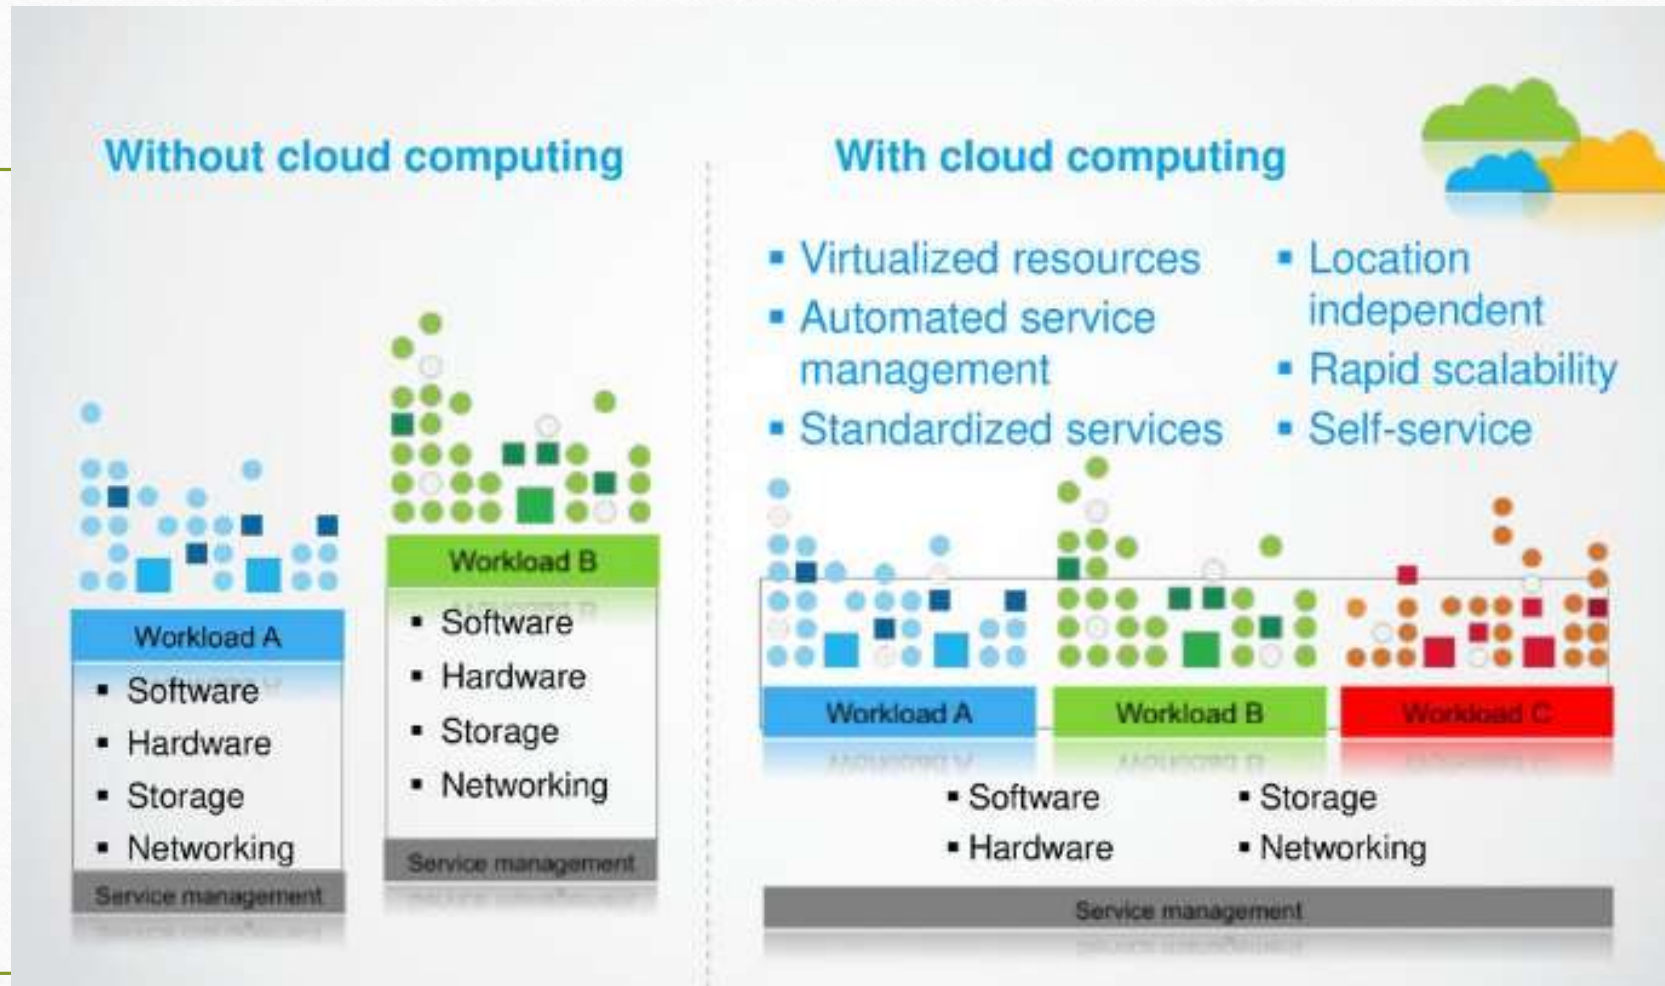 Without cloud computing
Workload A
▪ Software
▪ Hardware
▪ Storage
▪ Networking
Service management
Workload B
▪ Software
▪ Hardware
▪ Storage
▪ Networking
Service management
With cloud computing
▪ Virtualized resources
▪ Automated service
management
▪ Standardized services
▪ Location
independent
▪ Rapid scalability
▪ Self-service
Workload A
Workload B
Workload C
▪ Software
▪ Hardware
▪ Storage
▪ Networking
Service management